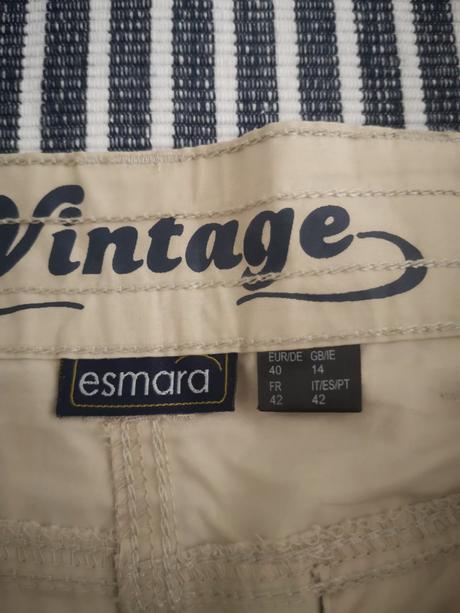 Vintage
esmara
EUR/DE GB/IE
40 14
FR IT/ES/PT
42 42